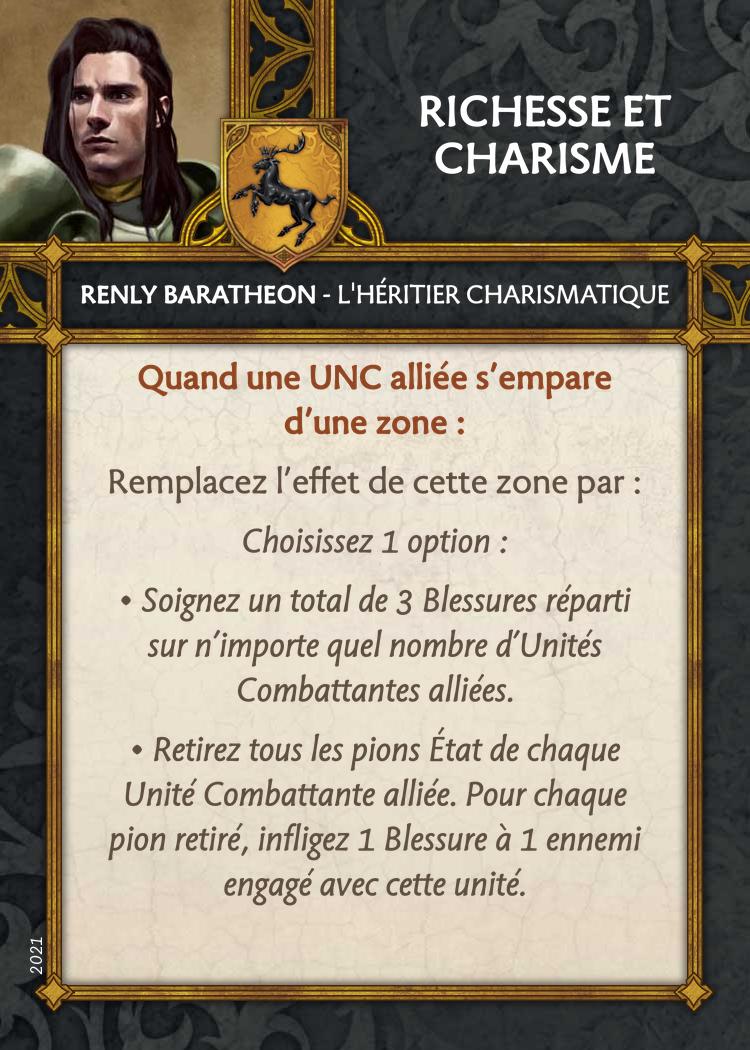 RICHESSE ET
CHARISME
RENLY BARATHEON - L'HÉRITIER CHARISMATIQUE
Quand une UNC alliée s’empare
d’une zone :
Remplacez l’effet de cette zone par :
Choisissez 1 option :
• Soignez un total de 3 Blessures réparti
sur n’importe quel nombre d’Unités
Combattantes alliées.
• Retirez tous les pions État de chaque
Unité Combattante alliée. Pour chaque
pion retiré, infligez 1 Blessure à 1 ennemi
engagé avec cette unité.
2021